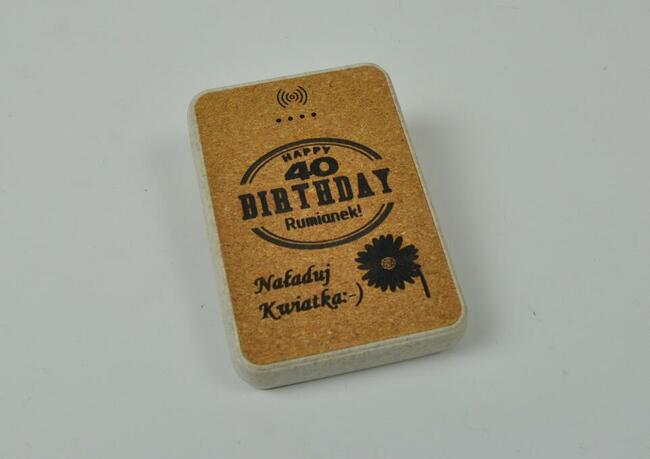 HAPPY
40
BIRTHDAY
Rumianek!
Naładuj
Kwiatka:-)